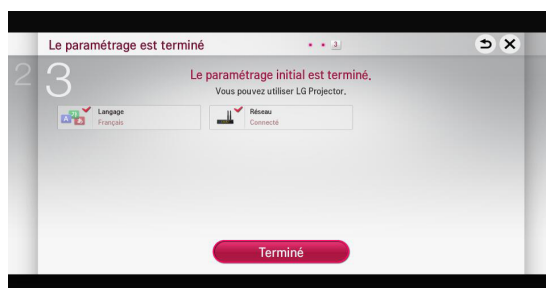 Le paramétrage est terminé
3
2
3
Le paramétrage initial est terminé.
Vous pouvez utiliser LG Projector.
Langage
Français
Réseau
Connecté
Terminé